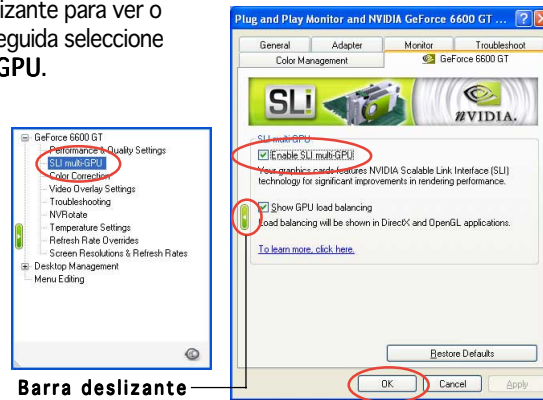 izante para ver o
eguida seleccione
GPU.
GeForce 6600 GT
Performance & Quality Settings
SLI multi-GPU
Color Correction
Video Overlay Settings
Troubleshooting
NVRotate
Temperature Settings
Refresh Rate Overrides
Screen Resolutions & Refresh Rates
Desktop Management
Menu Editing
Barra deslizante
Plug and Play Monitor and NVIDIA GeForce 6600 GT ...
General Adapter Monitor Troubleshoot
Color Management GeForce 6600 GT
SLI nVIDIA.
SLI multi-GPU
Enable SLI multi-GPU
Your graphics cards features NVIDIA Scalable Link Interface (SLI)
technology for significant improvements in rendering performance.
Show GPU load balancing
Load balancing will be shown in DirectX and OpenGL applications.
To learn more, click here.
Restore Defaults
OK Cancel Apply